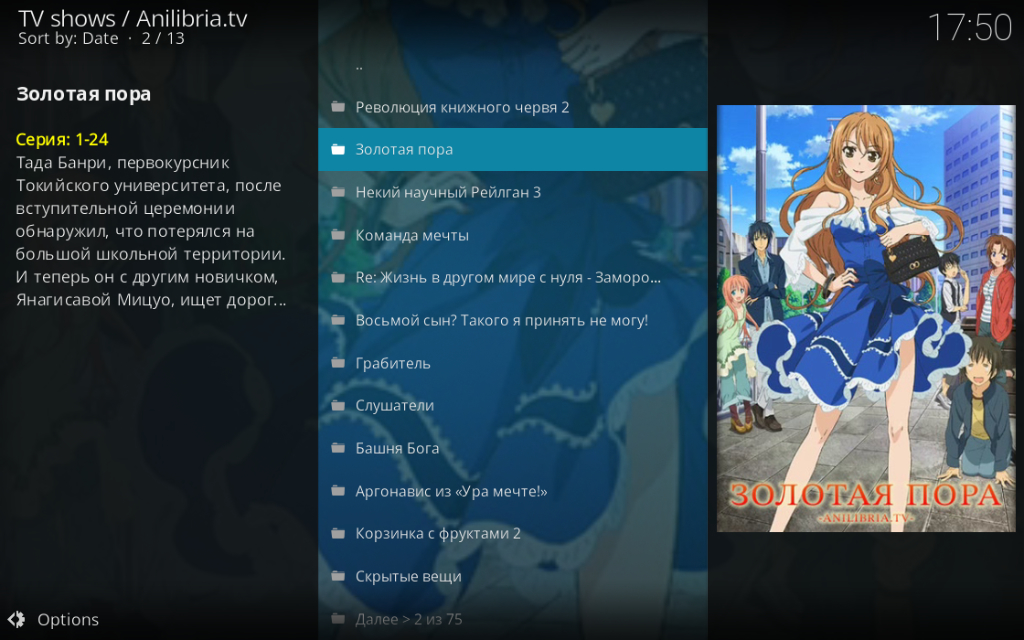 TV shows / Anilibria.tv
Sort by: Date · 2 / 13
17:50
Золотая пора
Серия: 1-24
Тада Банри, первокурсник
Токийского университета, после
вступительной церемонии
обнаружил, что потерялся на
большой школьной территории.
И теперь он с другим новичком,
Янагисавой Мицуо, ищет дорог...
..
Революция книжного червя 2
Золотая пора
Некий научный Рейлган 3
Команда мечты
Re: Жизнь в другом мире с нуля - Заморо...
Восьмой сын? Такого я принять не могу!
Грабитель
Слушатели
Башня Бога
Аргонавис из «Ура мечте!»
Корзинка с фруктами 2
Скрытые вещи
Далее > 2 из 75
ЗОЛОТАЯ ПОРА
-ANILIBRIA.TV-
Options